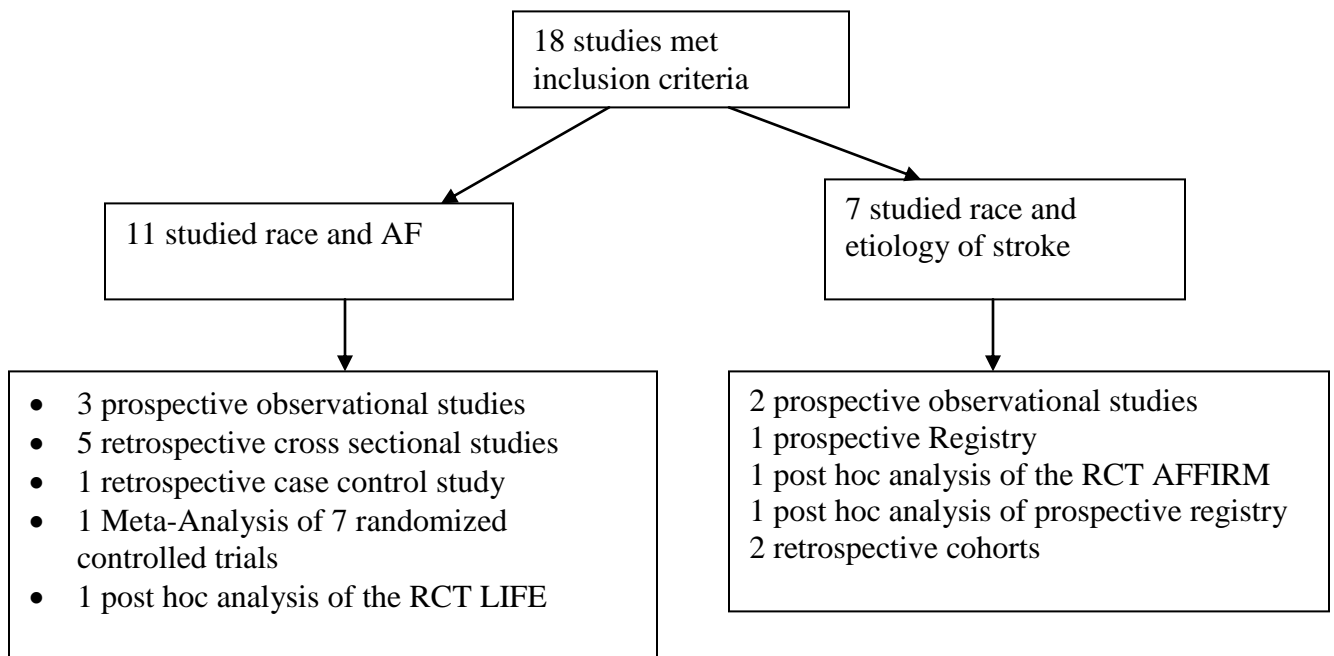 18 studies met
inclusion criteria
11 studied race and AF
7 studied race and
etiology of stroke
• 3 prospective observational studies
• 5 retrospective cross sectional studies
• 1 retrospective case control study
• 1 Meta-Analysis of 7 randomized
controlled trials
• 1 post hoc analysis of the RCT LIFE
2 prospective observational studies
1 prospective Registry
1 post hoc analysis of the RCT AFFIRM
1 post hoc analysis of prospective registry
2 retrospective cohorts